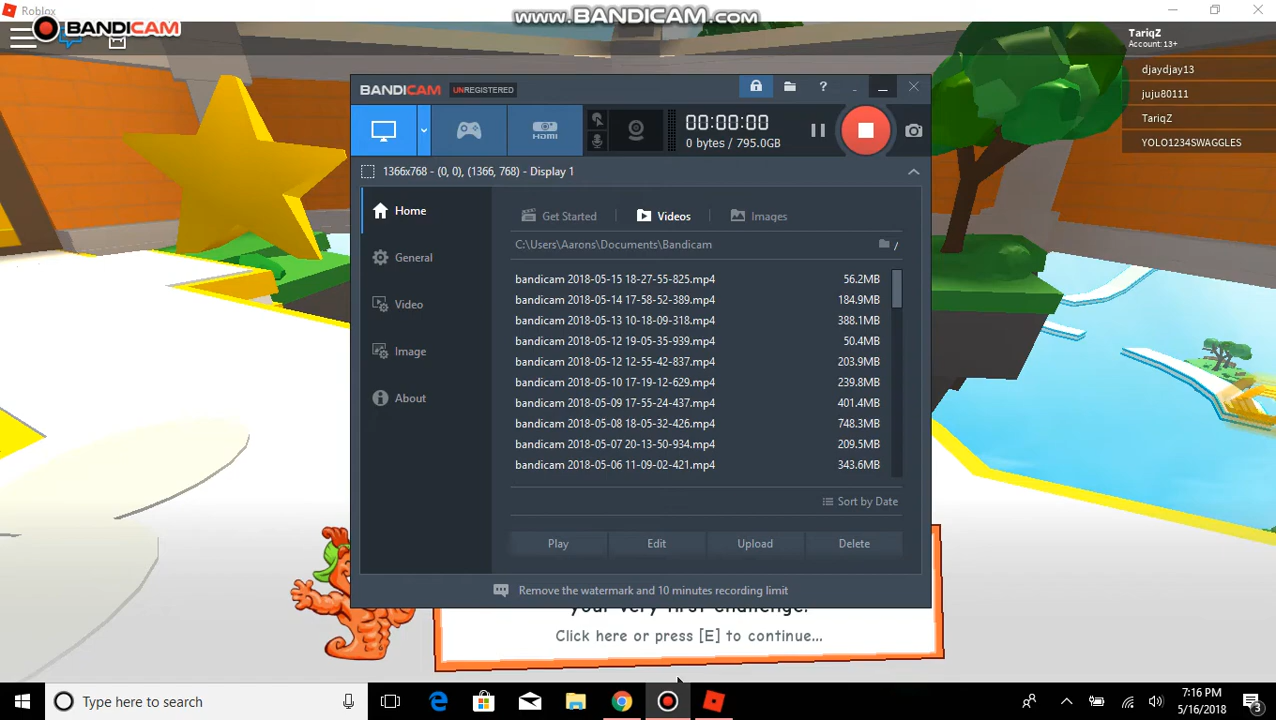 Roblox
BANDICAM
www.BANDICAM.com
TariqZ
Account: 13+
djaydjay13
juju80111
TariqZ
YOLO1234SWAGGLES
BANDICAM UNREGISTERED
?
HDMI
00:00:00
0 bytes / 795.0GB
1366x768 - (0, 0), (1366, 768) - Display 1
Home
General
Video
Image
About
Get Started
Videos
Images
C:\Users\Aarons\Documents\Bandicam
/
bandicam 2018-05-15 18-27-55-825.mp4 56.2MB
bandicam 2018-05-14 17-58-52-389.mp4 184.9MB
bandicam 2018-05-13 10-18-09-318.mp4 388.1MB
bandicam 2018-05-12 19-05-35-939.mp4 50.4MB
bandicam 2018-05-12 12-55-42-837.mp4 203.9MB
bandicam 2018-05-10 17-19-12-629.mp4 239.8MB
bandicam 2018-05-09 17-55-24-437.mp4 401.4MB
bandicam 2018-05-08 18-05-32-426.mp4 748.3MB
bandicam 2018-05-07 20-13-50-934.mp4 209.5MB
bandicam 2018-05-06 11-09-02-421.mp4 343.6MB
Sort by Date
Play Edit Upload Delete
Remove the watermark and 10 minutes recording limit
your very first challenge!
Click here or press [E] to continue...
Type here to search
7:16 PM
5/16/2018
3